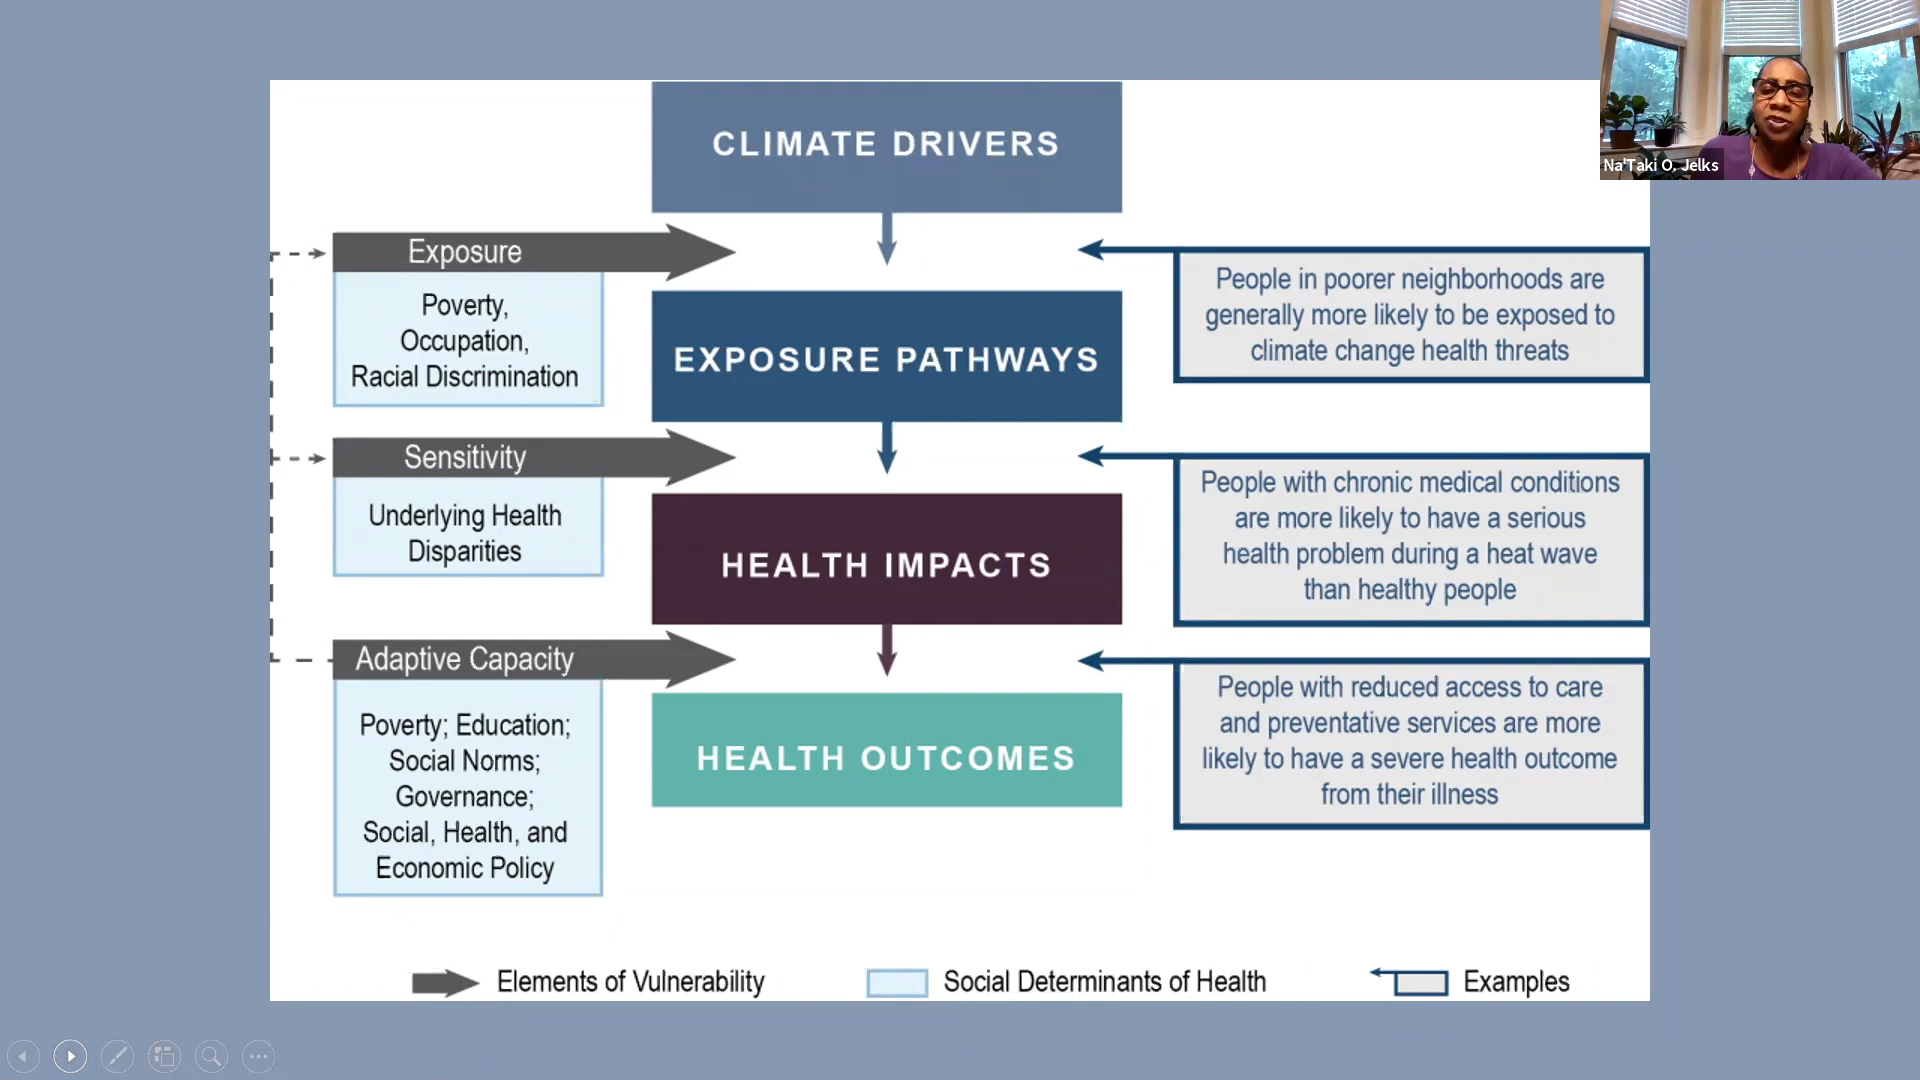 CLIMATE DRIVERS
Na'Taki O. Jelks
Exposure
Poverty,
Occupation,
Racial Discrimination
EXPOSURE PATHWAYS
People in poorer neighborhoods are
generally more likely to be exposed to
climate change health threats
Sensitivity
Underlying Health
Disparities
HEALTH IMPACTS
People with chronic medical conditions
are more likely to have a serious
health problem during a heat wave
than healthy people
Adaptive Capacity
Poverty; Education;
Social Norms;
Governance;
Social, Health, and
Economic Policy
HEALTH OUTCOMES
People with reduced access to care
and preventative services are more
likely to have a severe health outcome
from their illness
Elements of Vulnerability
Social Determinants of Health
Examples